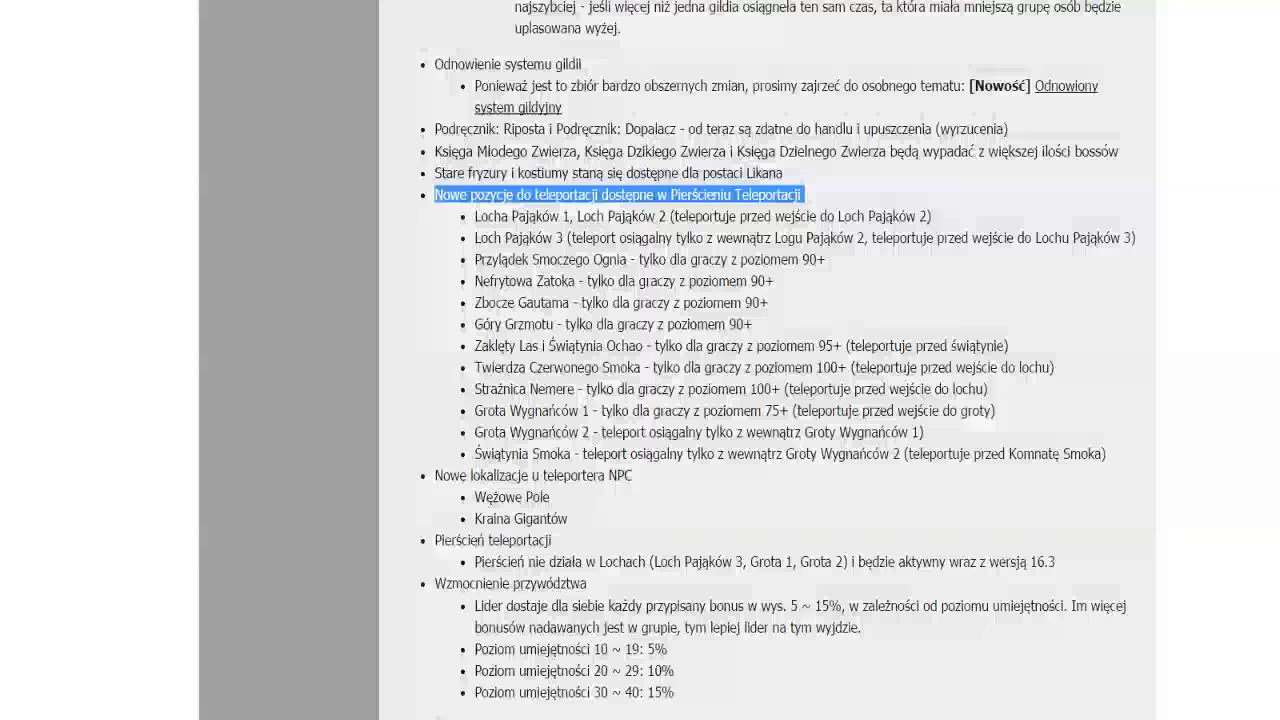 najszybciej - jeśli więcej niż jedna gildia osiągnęła ten sam czas, ta która miała mniejszą grupę osób będzie
uplasowana wyżej.
• Odnowienie systemu gildii
• Ponieważ jest to zbiór bardzo obszernych zmian, prosimy zajrzeć do osobnego tematu: [Nowość] Odnowiony
system gildyjny
• Podręcznik: Riposta i Podręcznik: Dopalacz - od teraz są zdatne do handlu i upuszczenia (wyrzucenia)
• Księga Młodego Zwierza, Księga Dzikiego Zwierza i Księga Dzielnego Zwierza będą wypadać z większej ilości bossów
• Stare fryzury i kostiumy staną się dostępne dla postaci Likana
• Nowe pozycje do teleportacji dostępne w Pierścieniu Teleportacji
• Locha Pająków 1, Loch Pająków 2 (teleportuje przed wejście do Loch Pająków 2)
• Loch Pająków 3 (teleport osiągalny tylko z wewnątrz Logu Pająków 2, teleportuje przed wejście do Lochu Pająków 3)
• Przylądek Smoczego Ognia - tylko dla graczy z poziomem 90+
• Nefrytowa Zatoka - tylko dla graczy z poziomem 90+
• Zbocze Gautama - tylko dla graczy z poziomem 90+
• Góry Grzmotu - tylko dla graczy z poziomem 90+
• Zaklęty Las i Świątynia Ochao - tylko dla graczy z poziomem 95+ (teleportuje przed świątynie)
• Twierdza Czerwonego Smoka - tylko dla graczy z poziomem 100+ (teleportuje przed wejście do lochu)
• Strażnica Nemere - tylko dla graczy z poziomem 100+ (teleportuje przed wejście do lochu)
• Grota Wygnańców 1 - tylko dla graczy z poziomem 75+ (teleportuje przed wejście do groty)
• Grota Wygnańców 2 - teleport osiągalny tylko z wewnątrz Groty Wygnańców 1)
• Świątynia Smoka - teleport osiągalny tylko z wewnątrz Groty Wygnańców 2 (teleportuje przed Komnatę Smoka)
• Nowe lokalizacje u teleportera NPC
• Wężowe Pole
• Kraina Gigantów
• Pierścień teleportacji
• Pierścień nie działa w Lochach (Loch Pająków 3, Grota 1, Grota 2) i będzie aktywny wraz z wersją 16.3
• Wzmocnienie przywództwa
• Lider dostaje dla siebie każdy przypisany bonus w wys. 5 ~ 15%, w zależności od poziomu umiejętności. Im więcej
bonusów nadawanych jest w grupie, tym lepiej lider na tym wyjdzie.
• Poziom umiejętności 10 ~ 19: 5%
• Poziom umiejętności 20 ~ 29: 10%
• Poziom umiejętności 30 ~ 40: 15%